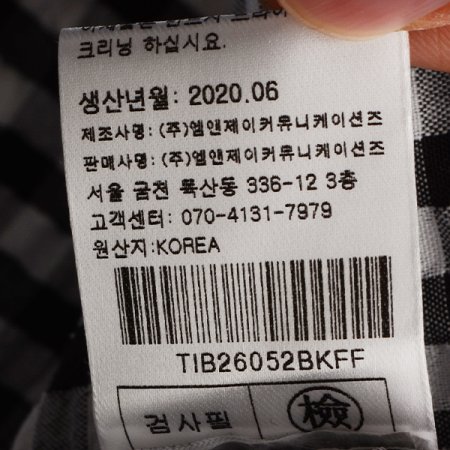 크리닝 하십시요.
생산년월: 2020.06
제조사명: (주)엠앤제이커뮤니케이션즈
판매사명: (주)엠앤제이커뮤니케이션즈
서울 금천 독산동 336-12 3층
고객센터: 070-4131-7979
원산지:KOREA
TIB26052BKFF
검사필 檢